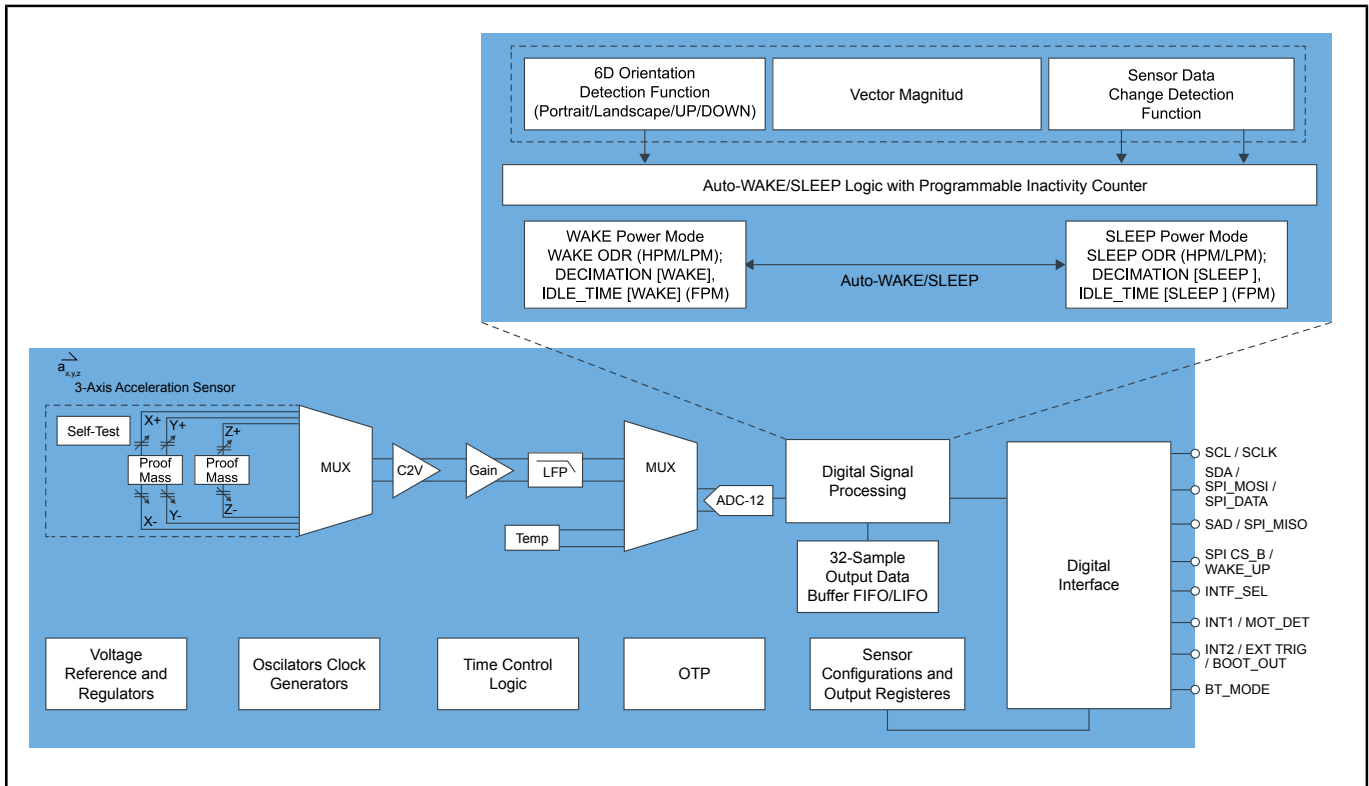 6D Orientation
Detection Function
(Portrait/Landscape/UP/DOWN)
Vector Magnitud
Sensor Data
Change Detection
Function
Auto-WAKE/SLEEP Logic with Programmable Inactivity Counter
WAKE Power Mode
WAKE ODR (HPM/LPM);
DECIMATION [WAKE],
IDLE_TIME [WAKE] (FPM)
Auto-WAKE/SLEEP
SLEEP Power Mode
SLEEP ODR (HPM/LPM);
DECIMATION [SLEEP ],
IDLE_TIME [SLEEP ] (FPM)
a x,y,z
3-Axis Acceleration Sensor
Self-Test
X+
Y+
Z+
Proof
Mass
Proof
Mass
X-
Y-
Z-
MUX
C2V
Gain
LFP
Temp
MUX
ADC-12
Digital Signal
Processing
32-Sample
Output Data
Buffer FIFO/LIFO
Digital
Interface
SCL / SCLK
SDA /
SPI_MOSI /
SPI_DATA
SAD / SPI_MISO
SPI CS_B /
WAKE_UP
INTF_SEL
INT1 / MOT_DET
INT2 / EXT TRIG
/ BOOT_OUT
BT_MODE
Voltage
Reference and
Regulators
Oscilators Clock
Generators
Time Control
Logic
OTP
Sensor
Configurations and
Output Registeres